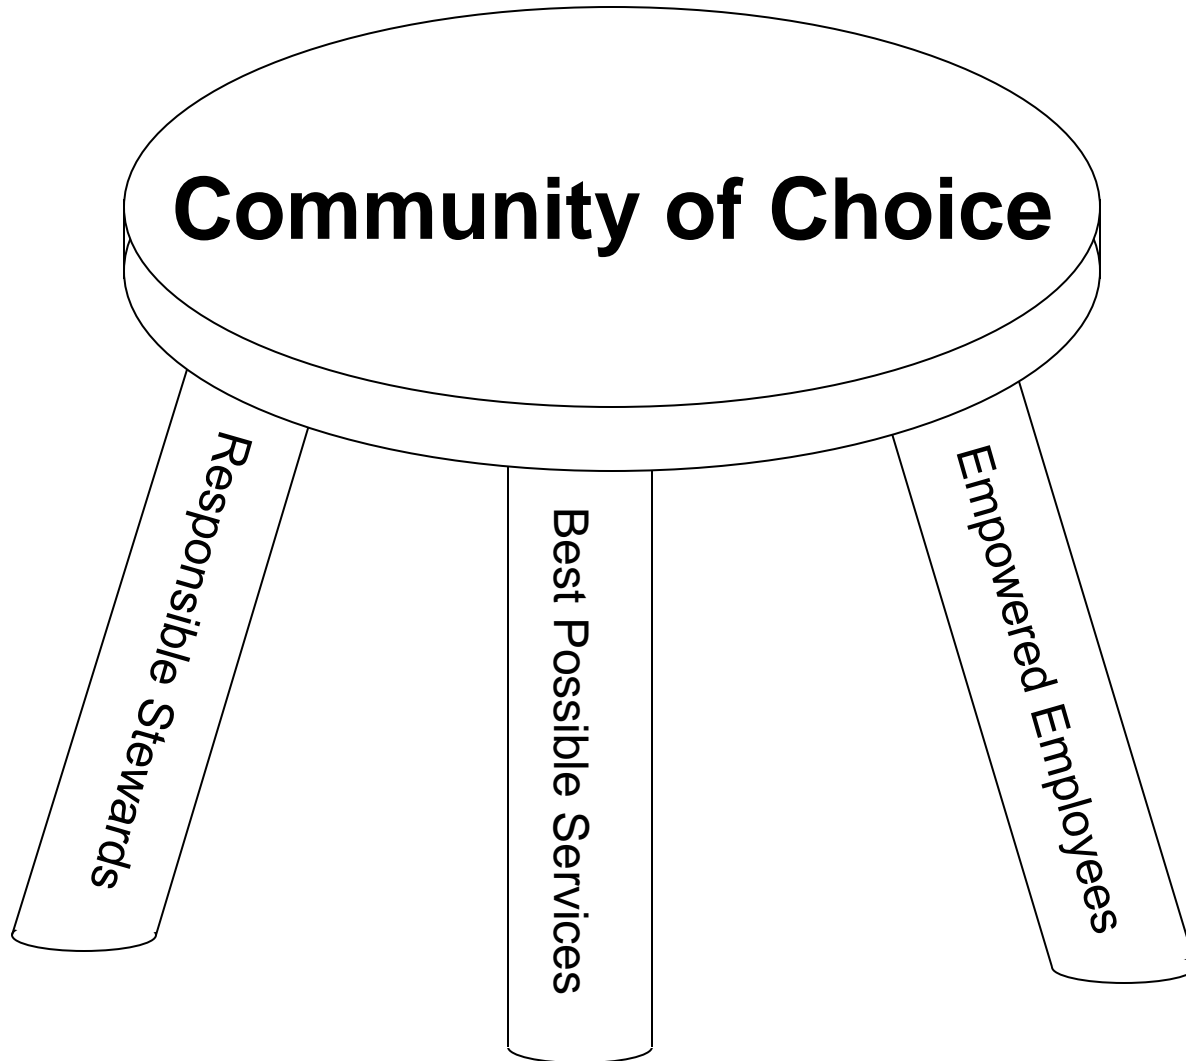 Community of Choice
Responsible Stewards
Best Possible Services
Empowered Employees